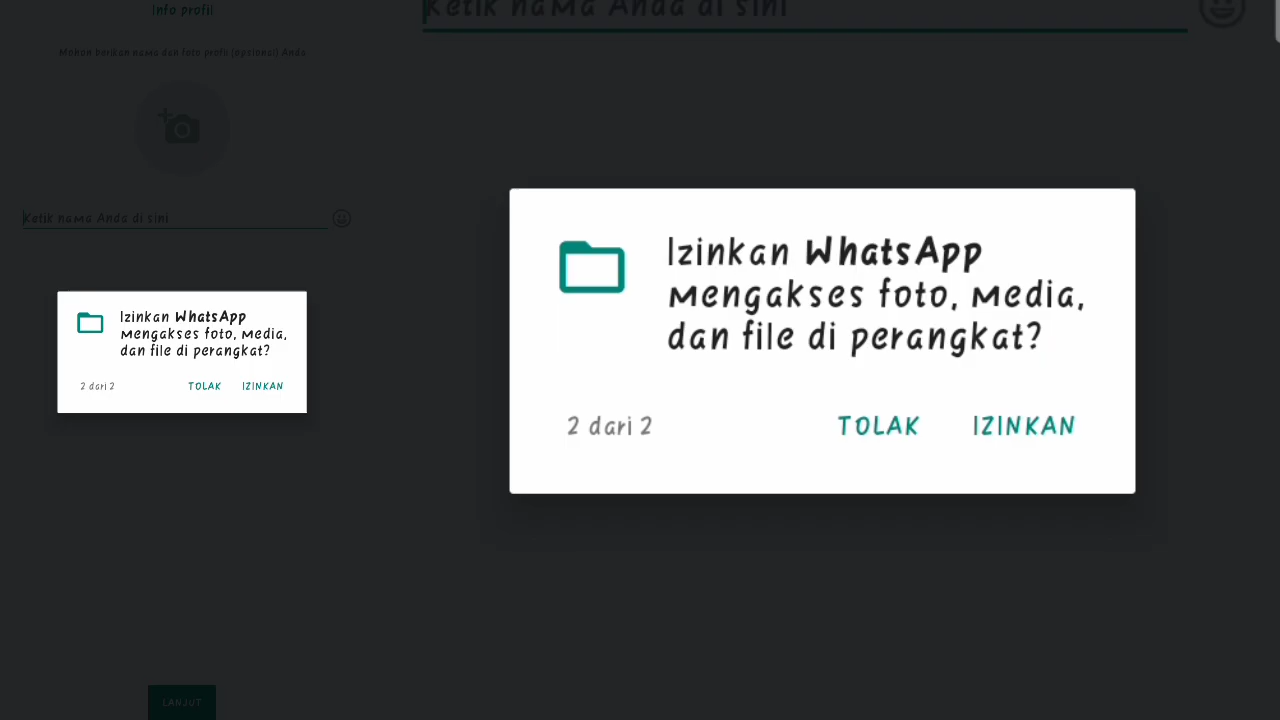 Info profil
Mohon berikan nama dan foto profil (opsional) Anda
Ketik nama Anda di sini
Izinkan WhatsApp
mengakses foto, media,
dan file di perangkat?
2 dari 2 TOLAK IZINKAN
LANJUT
Ketik nama Anda di sini
Izinkan WhatsApp
mengakses foto, media,
dan file di perangkat?
2 dari 2 TOLAK IZINKAN